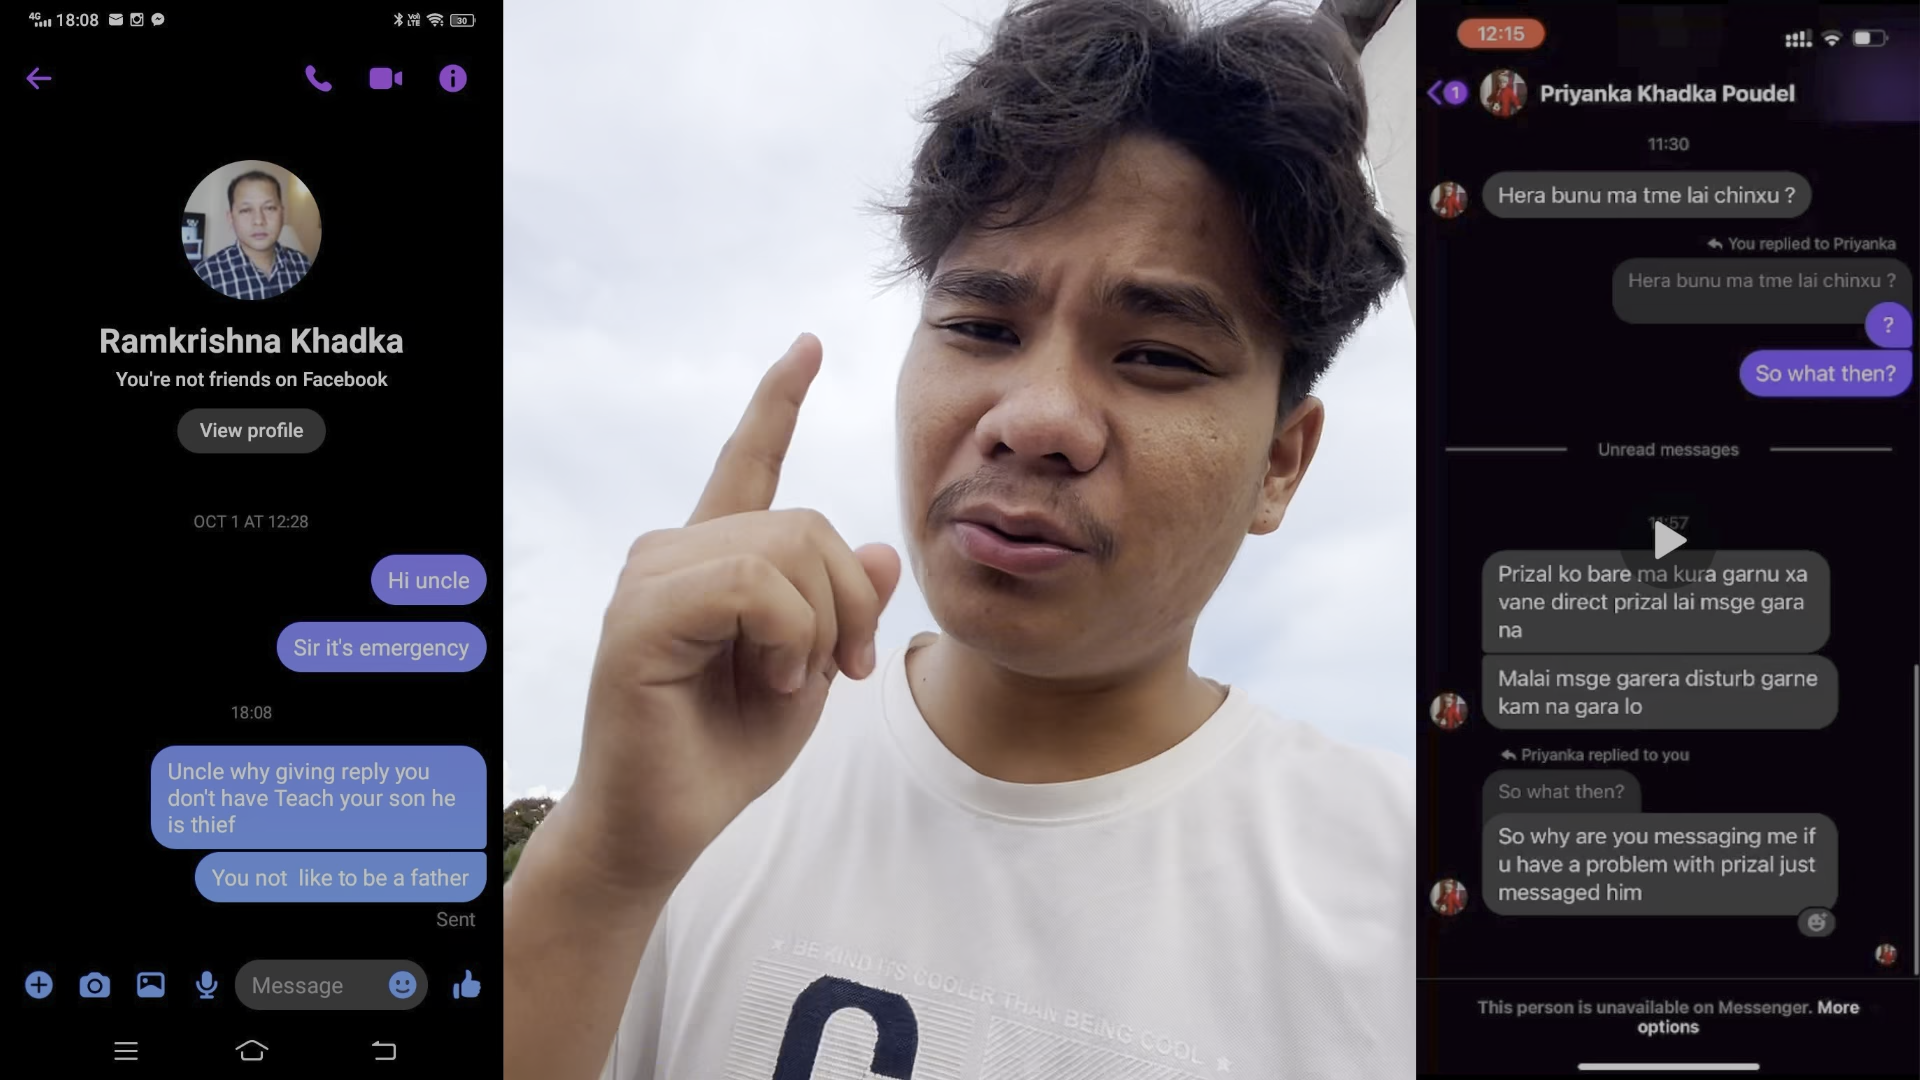 4G 18:08 VoI LTE 30
Ramkrishna Khadka
You're not friends on Facebook
View profile
OCT 1 AT 12:28
Hi uncle
Sir it's emergency
18:08
Uncle why giving reply you
don't have Teach your son he
is thief
You not like to be a father
Sent
Message
★ BE KIND IT'S COOLER THAN BEING COOL ★
12:15
1
Priyanka Khadka Poudel
11:30
Hera bunu ma tme lai chinxu ?
You replied to Priyanka
Hera bunu ma tme lai chinxu ?
?
So what then?
Unread messages
11:57
Prizal ko bare ma kura garnu xa
vane direct prizal lai msge gara
na
Malai msge garera disturb garne
kam na gara lo
Priyanka replied to you
So what then?
So why are you messaging me if
u have a problem with prizal just
messaged him
This person is unavailable on Messenger. More
options